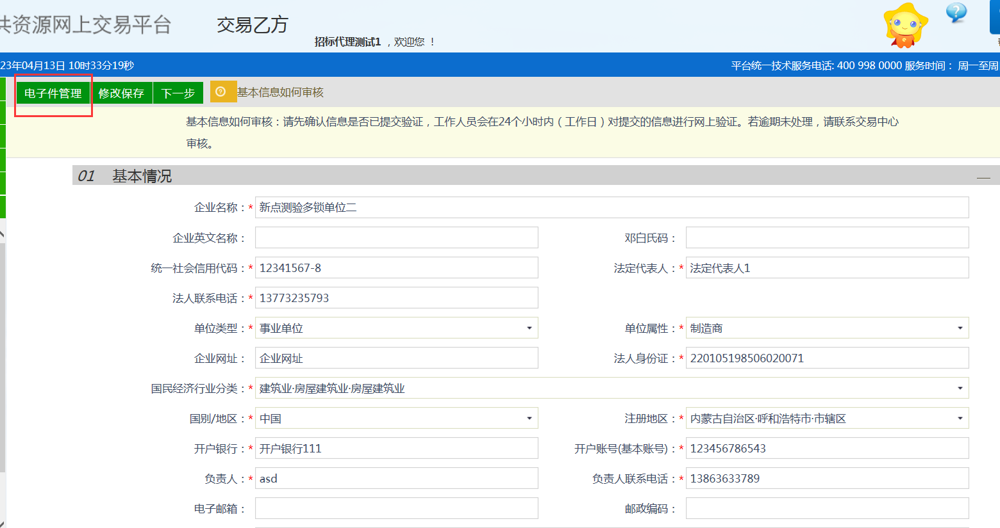 共资源网上交易平台 交易乙方
招标代理测试1 ，欢迎您 ！
23年04月13日 10时33分19秒 平台统一技术服务电话: 400 998 0000 服务时间： 周一至周
电子件管理 修改保存 下一步 基本信息如何审核
基本信息如何审核：请先确认信息是否已提交验证，工作人员会在24个小时内（工作日）对提交的信息进行网上验证。若逾期未处理，请联系交易中心
审核。
01 基本情况
企业名称：* 新点测验多锁单位二
企业英文名称： 邓白氏码：
统一社会信用代码：* 12341567-8 法定代表人：* 法定代表人1
法人联系电话：* 13773235793
单位类型：* 事业单位 单位属性：* 制造商
企业网址： 企业网址 法人身份证：* 220105198506020071
国民经济行业分类：* 建筑业·房屋建筑业·房屋建筑业
国别/地区：* 中国 注册地区：* 内蒙古自治区·呼和浩特市·市辖区
开户银行：* 开户银行111 开户账号(基本账号)：* 123456786543
负责人：* asd 负责人联系电话：* 13863633789
电子邮箱： 邮政编码：